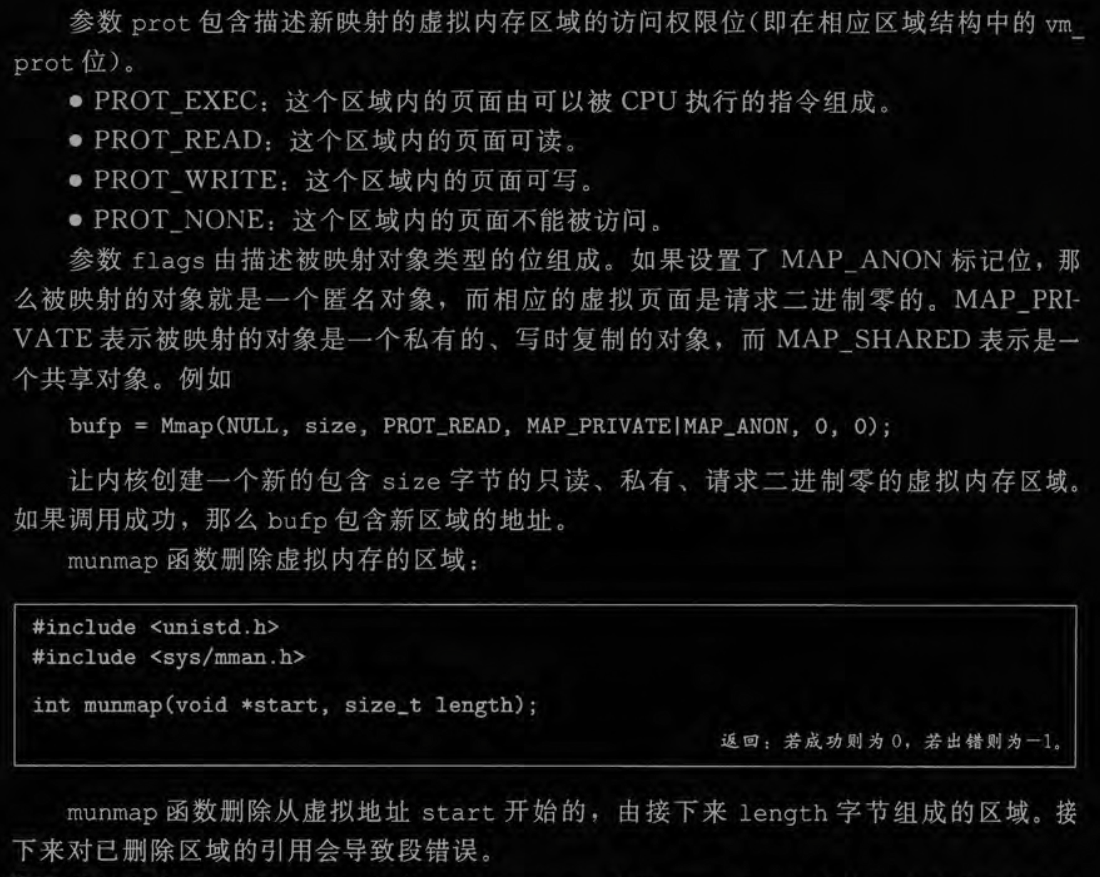 参数 prot 包含描述新映射的虚拟内存区域的访问权限位(即在相应区域结构中的 vm_
prot 位)。
● PROT_EXEC：这个区域内的页面由可以被 CPU 执行的指令组成。
● PROT_READ：这个区域内的页面可读。
● PROT_WRITE：这个区域内的页面可写。
● PROT_NONE：这个区域内的页面不能被访问。
参数 flags 由描述被映射对象类型的位组成。如果设置了 MAP_ANON 标记位，那
么被映射的对象就是一个匿名对象，而相应的虚拟页面是请求二进制零的。MAP_PRI-
VATE 表示被映射的对象是一个私有的、写时复制的对象，而 MAP_SHARED 表示是一
个共享对象。例如
bufp = Mmap(NULL, size, PROT_READ, MAP_PRIVATE|MAP_ANON, 0, 0);
让内核创建一个新的包含 size 字节的只读、私有、请求二进制零的虚拟内存区域。
如果调用成功，那么 bufp 包含新区域的地址。
munmap 函数删除虚拟内存的区域：
#include <unistd.h>
#include <sys/mman.h>
int munmap(void *start, size_t length);
返回：若成功则为 0，若出错则为－1。
munmap 函数删除从虚拟地址 start 开始的，由接下来 length 字节组成的区域。接
下来对已删除区域的引用会导致段错误。